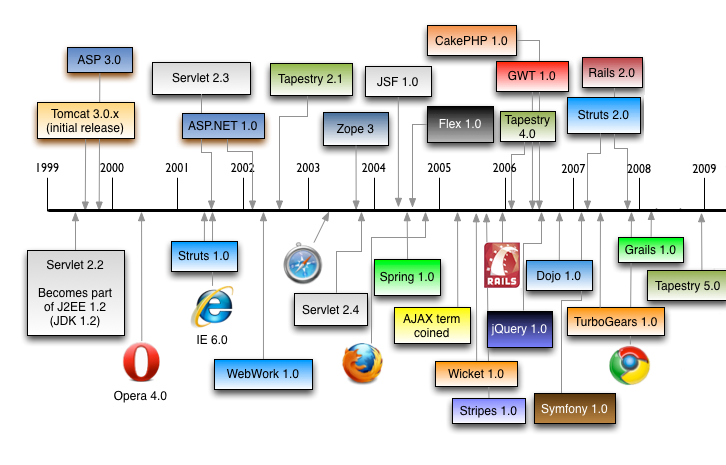 CakePHP 1.0
ASP 3.0
Servlet 2.3
Tapestry 2.1
JSF 1.0
GWT 1.0
Rails 2.0
Tomcat 3.0.x
(initial release)
ASP.NET 1.0
Zope 3
Flex 1.0
Tapestry
4.0
Struts 2.0
1999
2000
2001
2002
2003
2004
2005
2006
2007
2008
2009
Servlet 2.2
Becomes part
of J2EE 1.2
(JDK 1.2)
Struts 1.0
IE 6.0
Opera 4.0
WebWork 1.0
Servlet 2.4
Spring 1.0
AJAX term
coined
RAILS
Wicket 1.0
Stripes 1.0
jQuery 1.0
Dojo 1.0
Symfony 1.0
TurboGears 1.0
Grails 1.0
Tapestry 5.0